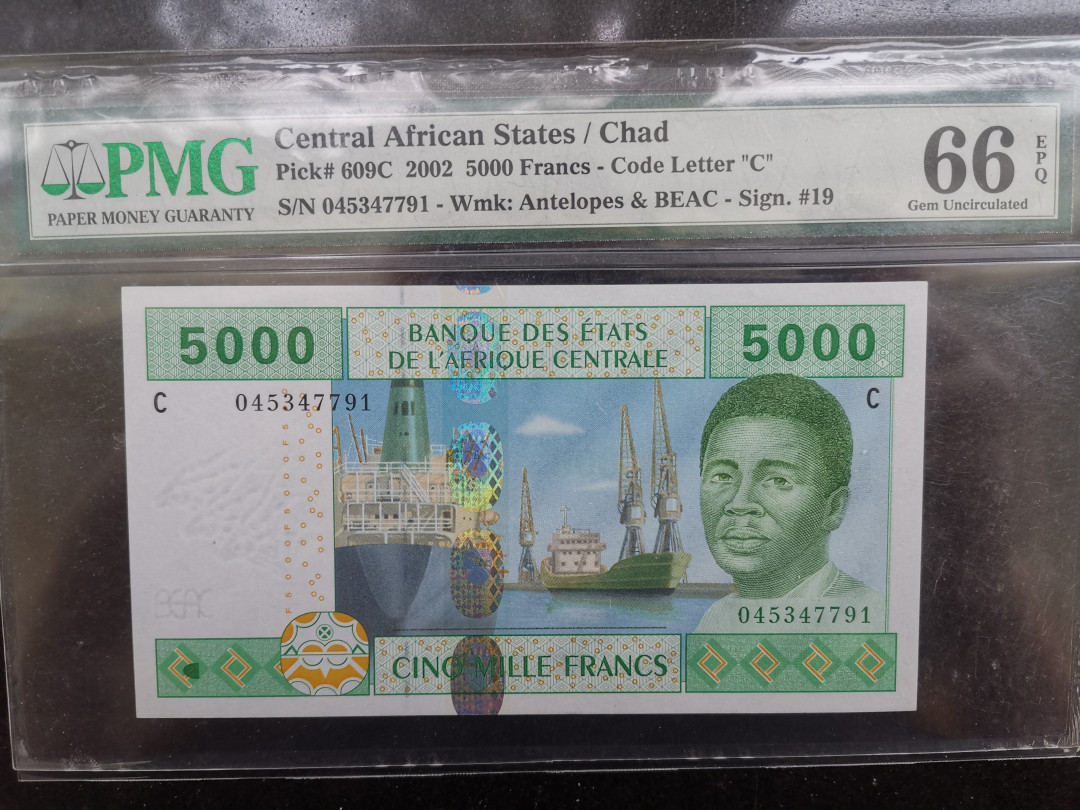 PMG
PAPER MONEY GUARANTY
Central African States / Chad
Pick# 609C 2002 5000 Francs - Code Letter "C"
S/N 045347791 - Wmk: Antelopes & BEAC - Sign. #19
66
EPQ
Gem Uncirculated
5000
BANQUE DES ÉTATS
DE L'AFRIQUE CENTRALE
5000
C
045347791
C
BEAC
045347791
CINQ MILLE FRANCS